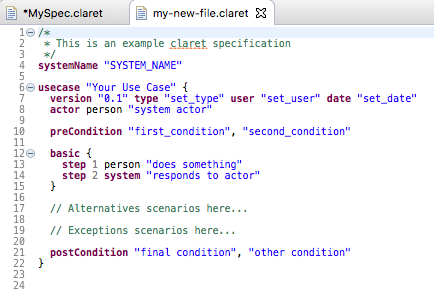 *MySpec.claret my-new-file.claret
1 /*
2  * This is an example claret specification
3  */
4 systemName "SYSTEM_NAME"
5
6 usecase "Your Use Case" {
7   version "0.1" type "set_type" user "set_user" date "set_date"
8   actor person "system actor"
9
10   preCondition "first_condition", "second_condition"
11
12   basic {
13     step 1 person "does something"
14     step 2 system "responds to actor"
15   }
16
17   // Alternatives scenarios here...
18
19   // Exceptions scenarios here...
20
21   postCondition "final condition", "other condition"
22 }
23
24